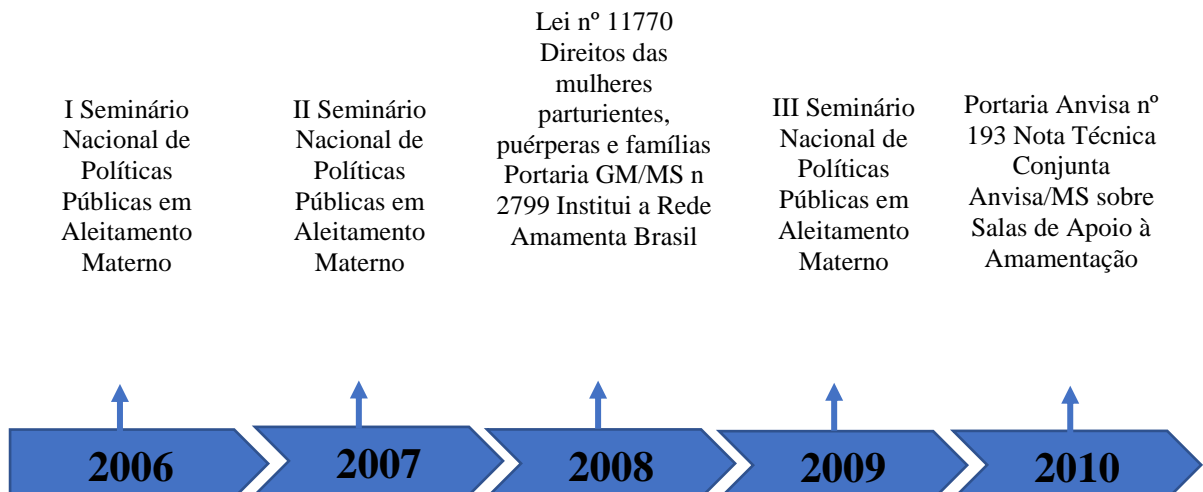 I Seminário
Nacional de
Políticas
Públicas em
Aleitamento
Materno
II Seminário
Nacional de
Políticas
Públicas em
Aleitamento
Materno
Lei nº 11770
Direitos das
mulheres
parturientes,
puérperas e famílias
Portaria GM/MS n
2799 Institui a Rede
Amamenta Brasil
III Seminário
Nacional de
Políticas
Públicas em
Aleitamento
Materno
Portaria Anvisa nº
193 Nota Técnica
Conjunta
Anvisa/MS sobre
Salas de Apoio à
Amamentação
2006
2007
2008
2009
2010